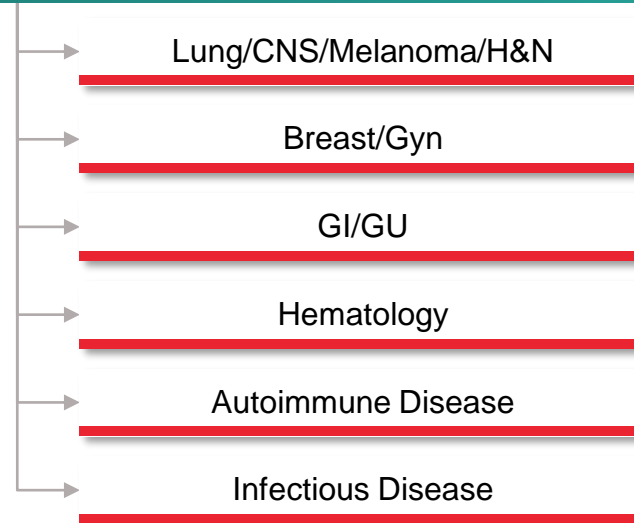 Lung/CNS/Melanoma/H&N
Breast/Gyn
GI/GU
Hematology
Autoimmune Disease
Infectious Disease